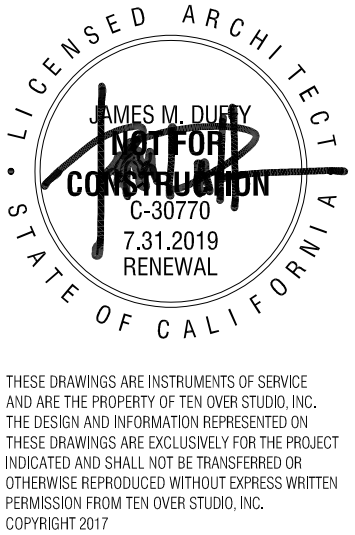 LICENSED ARCHITECT
JAMES M. DUFFY
NOT FOR
CONSTRUCTION
C-30770
7.31.2019
RENEWAL
STATE OF CALIFORNIA
THESE DRAWINGS ARE INSTRUMENTS OF SERVICE
AND ARE THE PROPERTY OF TEN OVER STUDIO, INC.
THE DESIGN AND INFORMATION REPRESENTED ON
THESE DRAWINGS ARE EXCLUSIVELY FOR THE PROJECT
INDICATED AND SHALL NOT BE TRANSFERRED OR
OTHERWISE REPRODUCED WITHOUT EXPRESS WRITTEN
PERMISSION FROM TEN OVER STUDIO, INC.
COPYRIGHT 2017